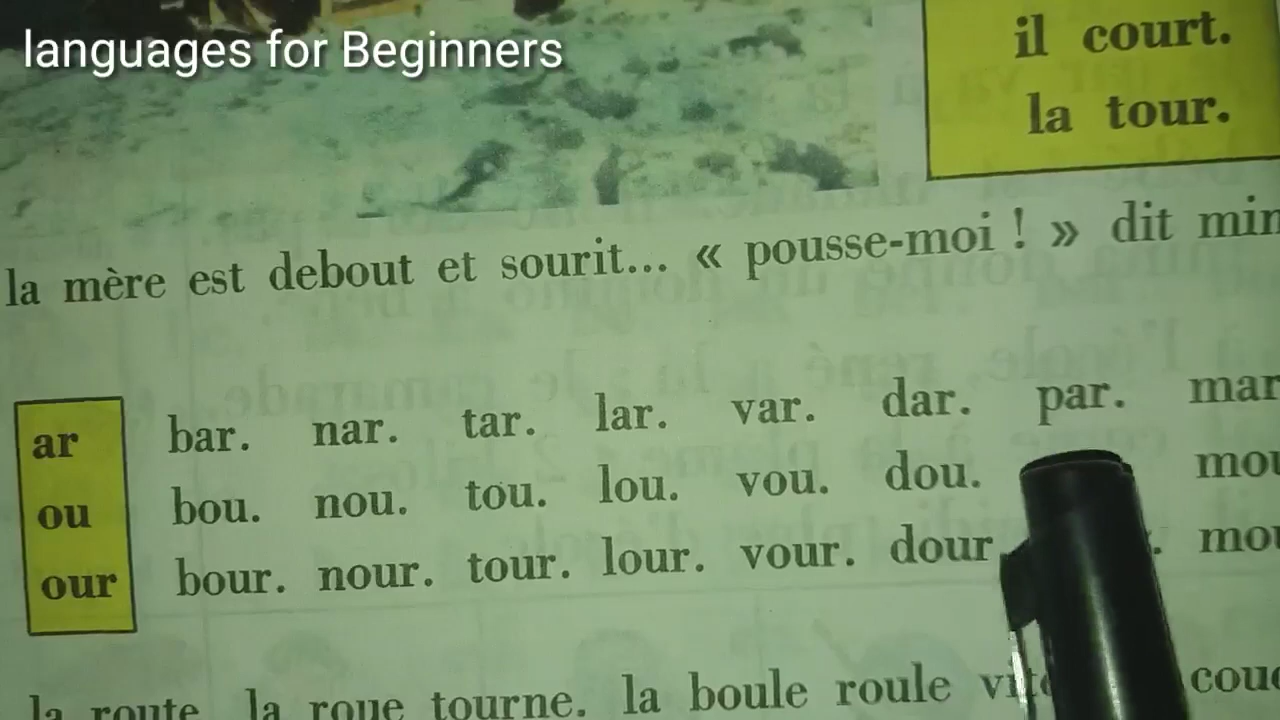 languages for Beginners
il court.
la tour.
la mère est debout et sourit... « pousse-moi ! » dit
ar bar. nar. tar. lar. var. dar. par. mar
ou bou. nou. tou. lou. vou. dou. mou
our bour. nour. tour. lour. vour. dour
la route la roue tourne. la boule roule